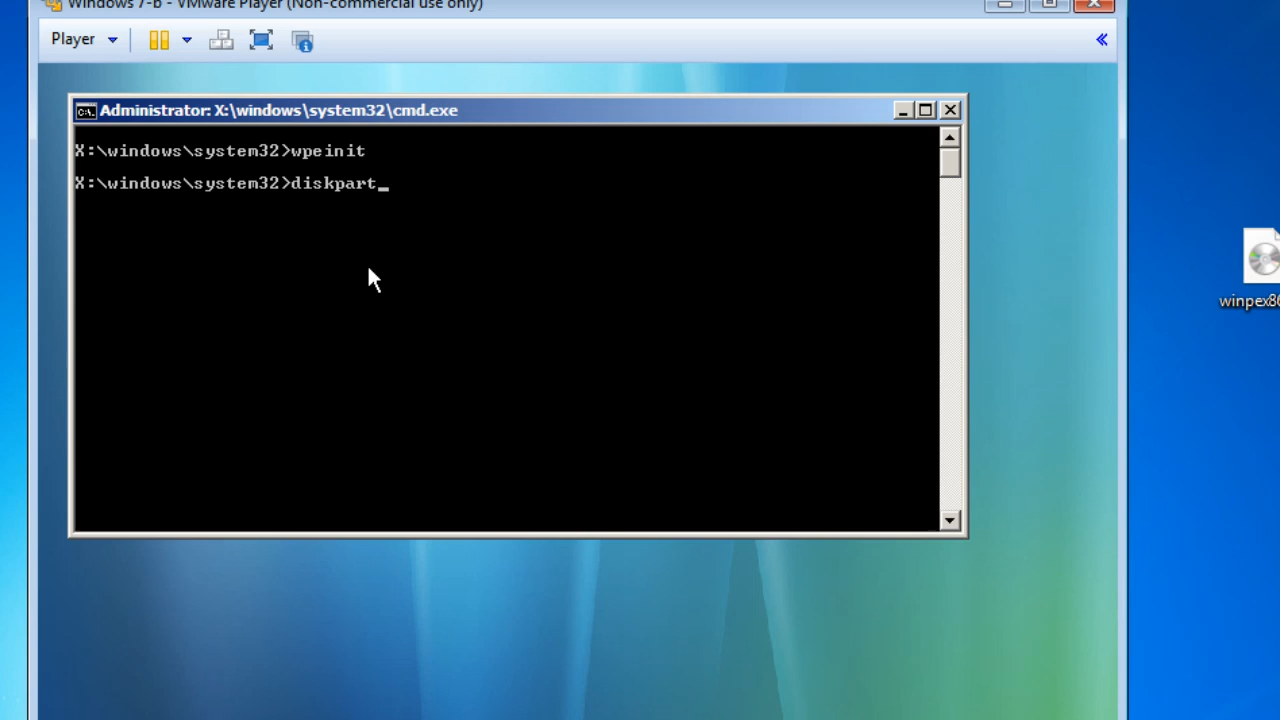 Windows 7-b - VMware Player (Non-commercial use only)
Player
Administrator: X:\windows\system32\cmd.exe
X:\windows\system32>wpeinit
X:\windows\system32>diskpart_
winpex86